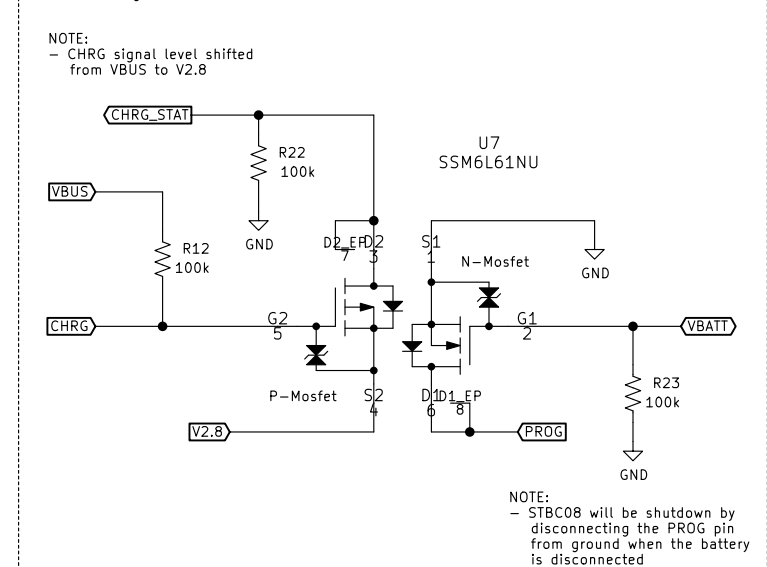 NOTE:
– CHRG signal level shifted
from VBUS to V2.8
CHRG_STAT
R22
100k
U7
SSM6L61NU
VBUS
GND
D2_EP
D2
7
3
S1
1
N–Mosfet
R12
100k
GND
CHRG
G2
5
G1
2
VBATT
P–Mosfet
S2
4
D1
6
D1_EP
8
R23
100k
V2.8
PROG
GND
NOTE:
– STBC08 will be shutdown by
disconnecting the PROG pin
from ground when the battery
is disconnected